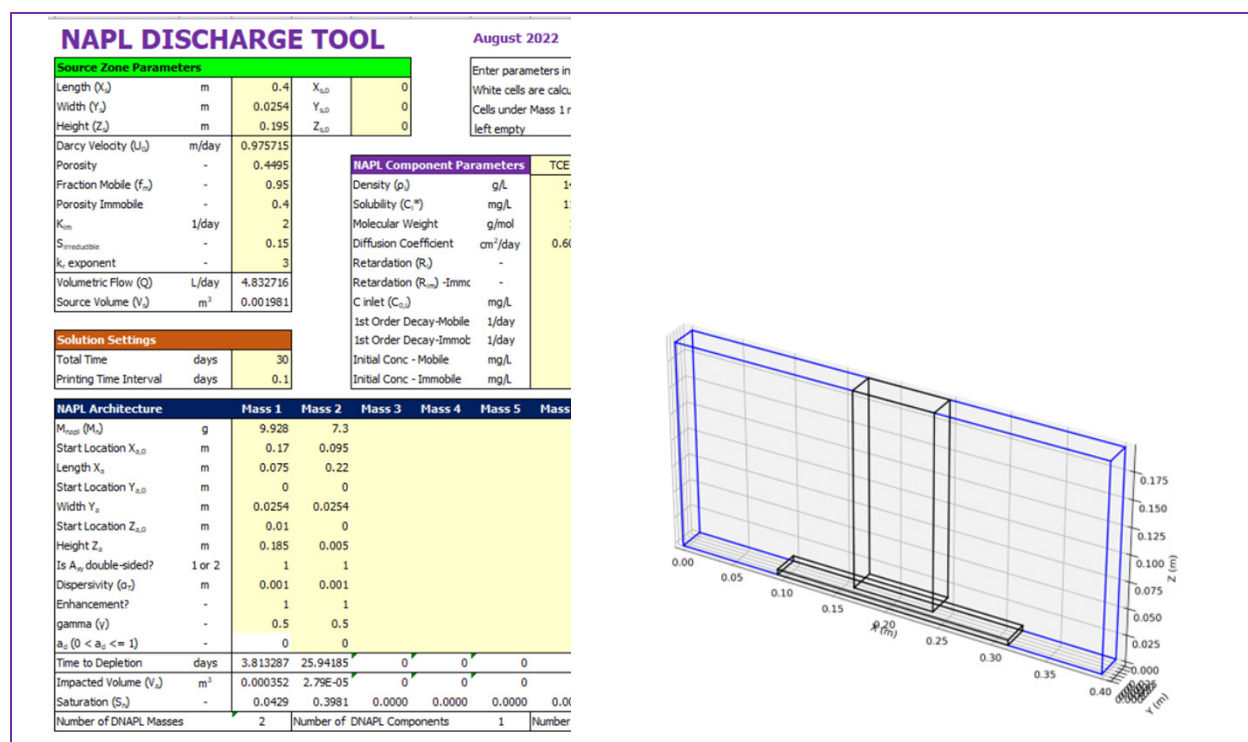 NAPL DISCHARGE TOOL August 2022
Source Zone Parameters
Length (Xs) m 0.4 Xs,0 0
Width (Ys) m 0.0254 Ys,0 0
Height (Zs) m 0.195 Zs,0 0
Enter parameters in
White cells are calcu
Cells under Mass 1 r
left empty
Darcy Velocity (U0) m/day 0.975715
Porosity - 0.4495
Fraction Mobile (fm) - 0.95
Porosity Immobile - 0.4
Kim 1/day 2
Sirreducible - 0.15
kr exponent - 3
Volumetric Flow (Q) L/day 4.832716
Source Volume (Vs) m³ 0.001981
NAPL Component Parameters TCE
Density (ρi) g/L 14
Solubility (Ci*) mg/L 11
Molecular Weight g/mol
Diffusion Coefficient cm²/day 0.60
Retardation (Ri) -
Retardation (Rim) -Immc -
C inlet (C0,i) mg/L
1st Order Decay-Mobile 1/day
1st Order Decay-Immob 1/day
Initial Conc - Mobile mg/L
Initial Conc - Immobile mg/L
Solution Settings
Total Time days 30
Printing Time Interval days 0.1
NAPL Architecture Mass 1 Mass 2 Mass 3 Mass 4 Mass 5 Mass
Mnapl (Mn) g 9.928 7.3
Start Location Xa,0 m 0.17 0.095
Length Xa m 0.075 0.22
Start Location Ya,0 m 0 0
Width Ya m 0.0254 0.0254
Start Location Za,0 m 0.01 0
Height Za m 0.185 0.005
Is Axy double-sided? 1 or 2 1 1
Dispersivity (αT) m 0.001 0.001
Enhancement? - 1 1
gamma (γ) - 0.5 0.5
ad (0 < ad <= 1) - 0 0
Time to Depletion days 3.813287 25.94185 0 0 0
Impacted Volume (Va) m³ 0.000352 2.79E-05 0 0 0
Saturation (Sn) - 0.0429 0.3981 0.0000 0.0000 0.0000 0.00
Number of DNAPL Masses 2 Number of DNAPL Components 1 Number
0.175
0.150
0.125
0.100
0.075
0.050
0.025
0.000
Z (m)
0.00
0.05
0.10
0.15
0.20
0.25
0.30
0.35
0.40
X (m)
Y (m)